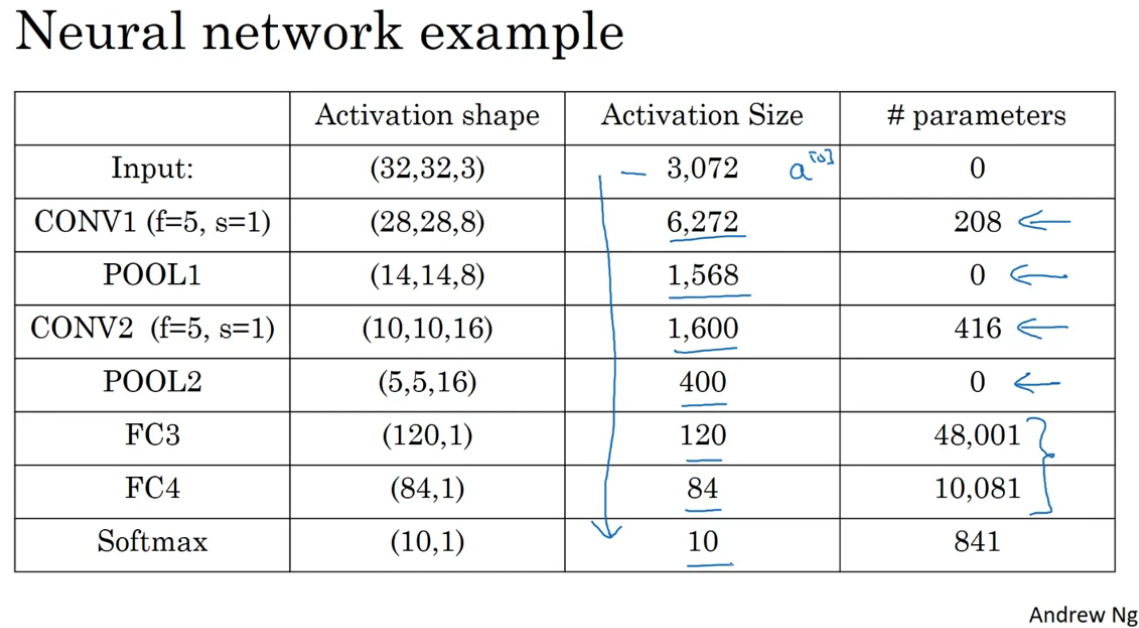 Neural network example
Activation shape Activation Size # parameters
Input: (32,32,3) 3,072 a[0] 0
CONV1 (f=5, s=1) (28,28,8) 6,272 208
POOL1 (14,14,8) 1,568 0
CONV2 (f=5, s=1) (10,10,16) 1,600 416
POOL2 (5,5,16) 400 0
FC3 (120,1) 120 48,001
FC4 (84,1) 84 10,081
Softmax (10,1) 10 841
Andrew Ng